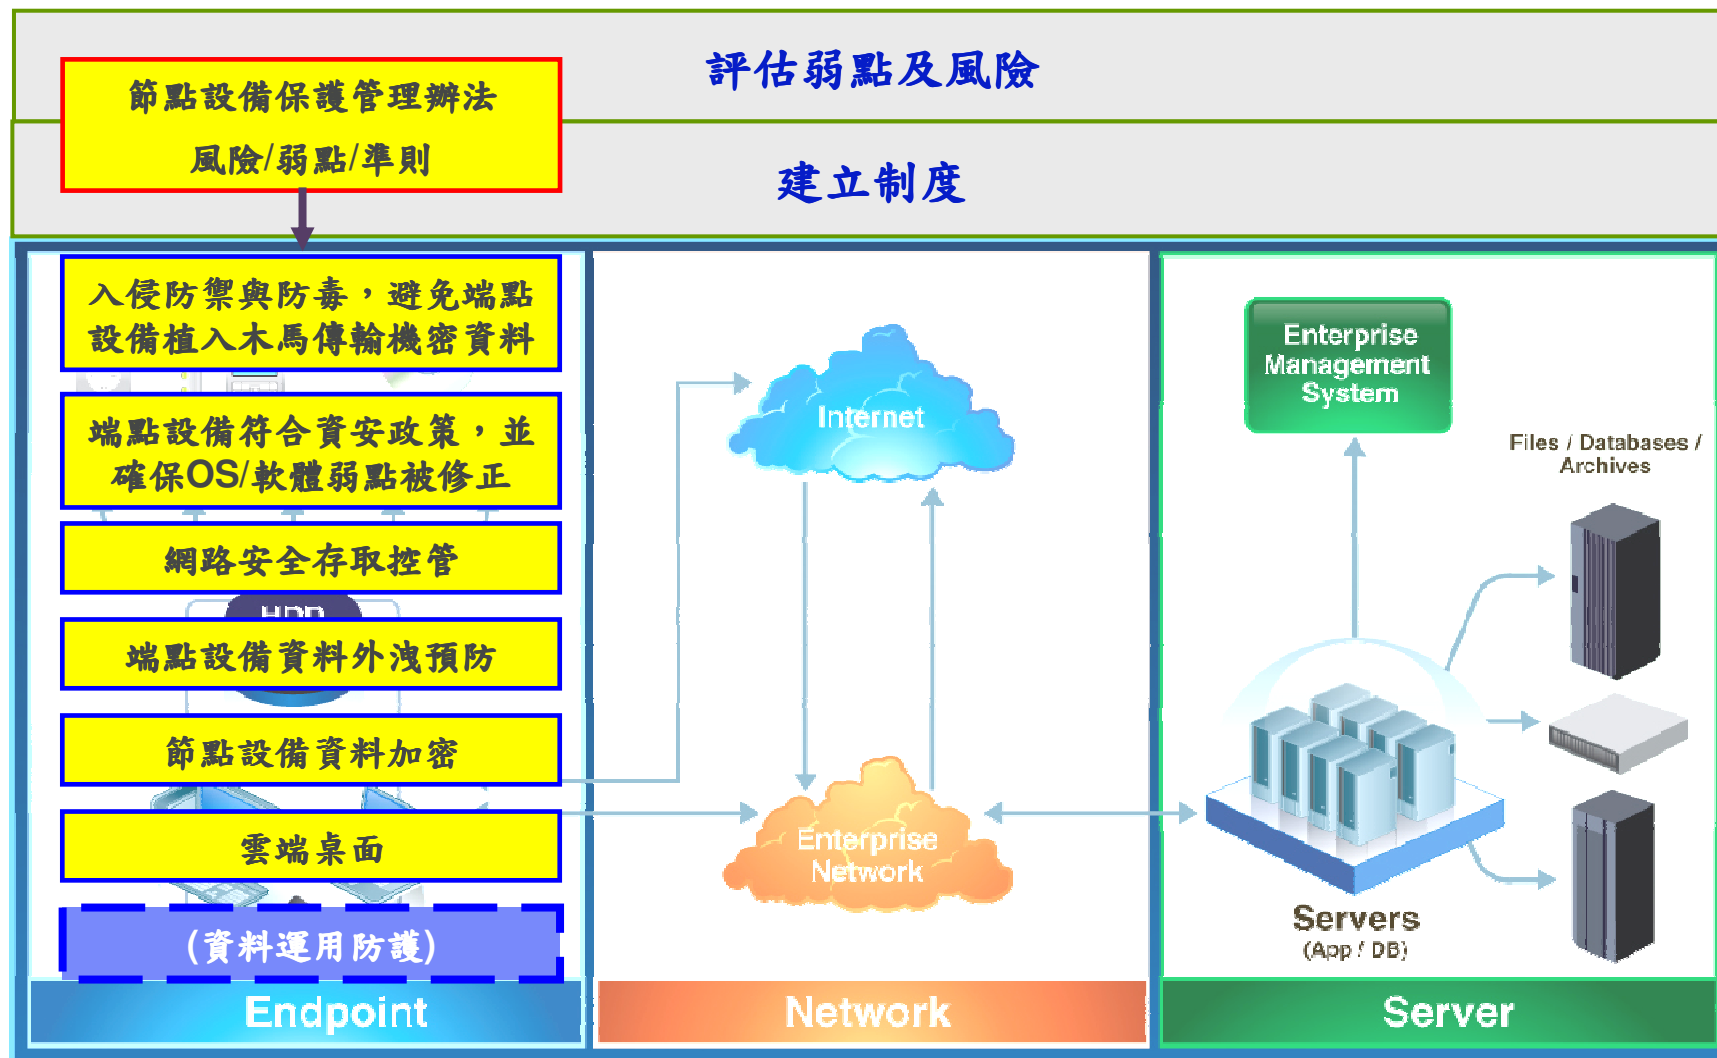 評估弱點及風險
節點設備保護管理辦法
風險/弱點/準則
建立制度
入侵防禦與防毒，避免端點
設備植入木馬傳輸機密資料
端點設備符合資安政策，並
確保OS/軟體弱點被修正
網路安全存取控管
HDD
端點設備資料外洩預防
節點設備資料加密
雲端桌面
(資料運用防護)
Endpoint
Internet
Enterprise
Network
Network
Enterprise
Management
System
Files / Databases /
Archives
Servers
(App / DB)
Server